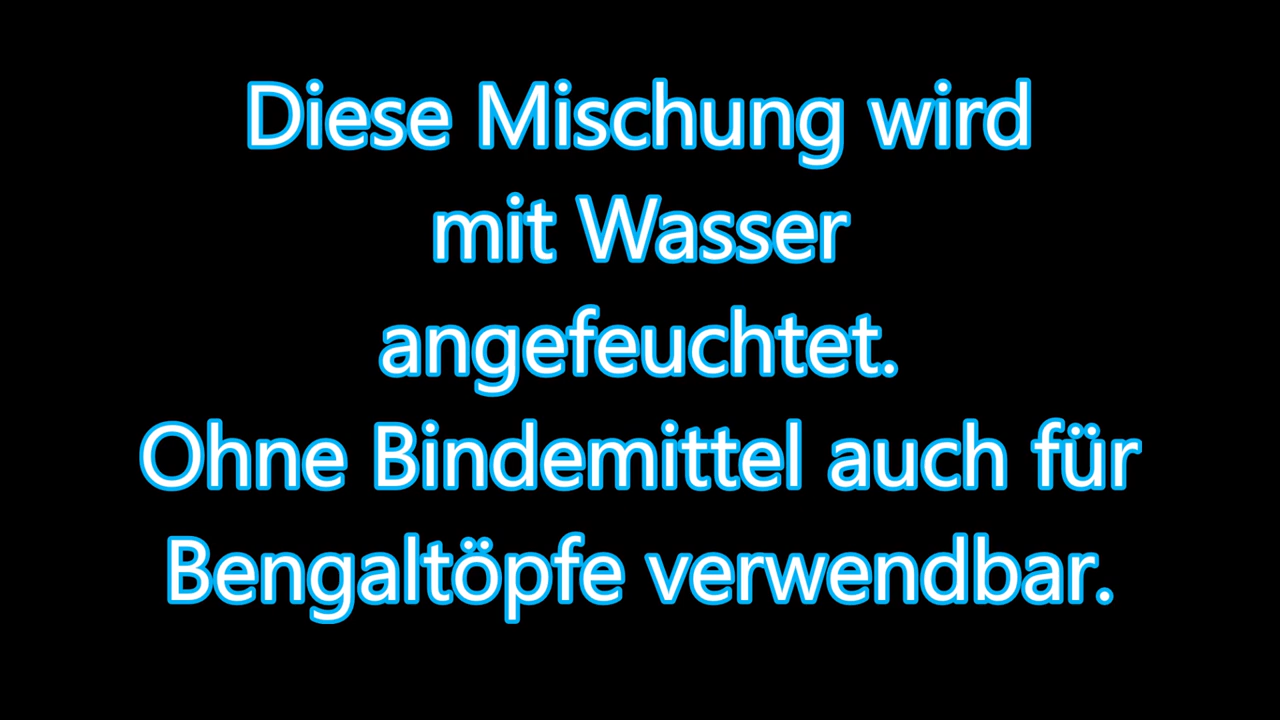 Diese Mischung wird
mit Wasser
angefeuchtet.
Ohne Bindemittel auch für
Bengaltöpfe verwendbar.